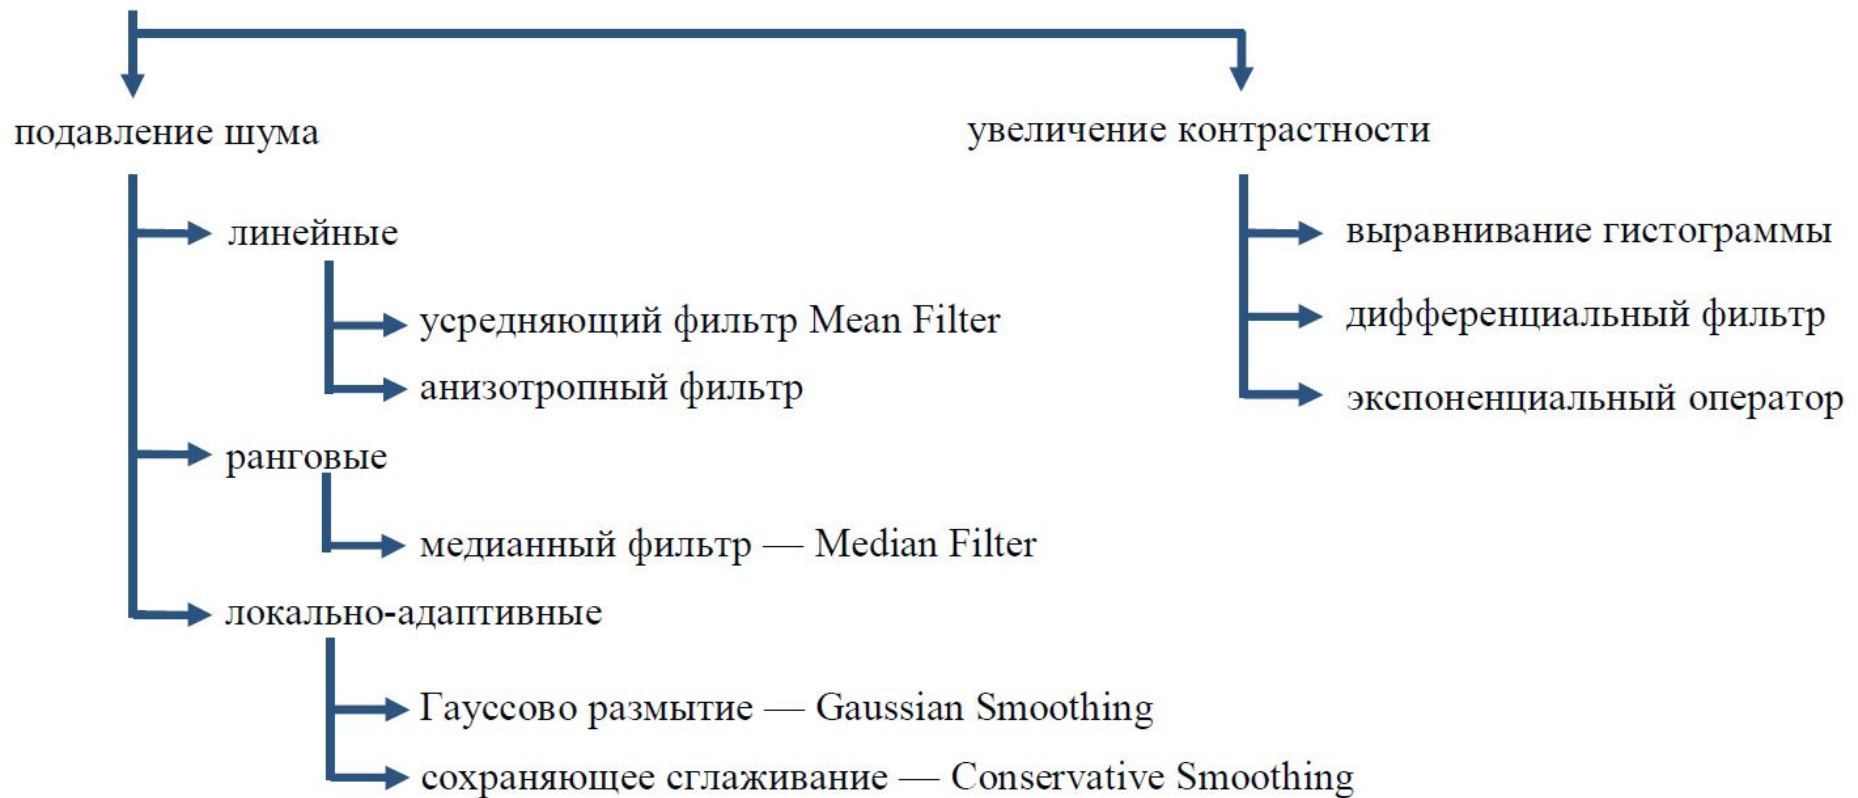 подавление шума
увеличение контрастности
линейные
выравнивание гистограммы
усредняющий фильтр Mean Filter
дифференциальный фильтр
анизотропный фильтр
экспоненциальный оператор
ранговые
медианный фильтр — Median Filter
локально-адаптивные
Гауссово размытие — Gaussian Smoothing
сохраняющее сглаживание — Conservative Smoothing